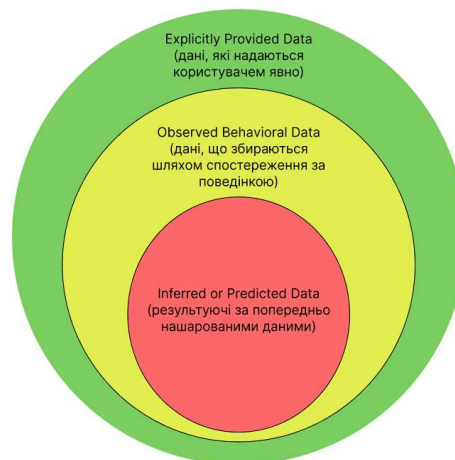 Explicitly Provided Data
(дані, які надаються
користувачем явно)
Observed Behavioral Data
(дані, що збираються
шляхом спостереження за
поведінкою)
Inferred or Predicted Data
(результуючі за попередньо
нашарованими даними)